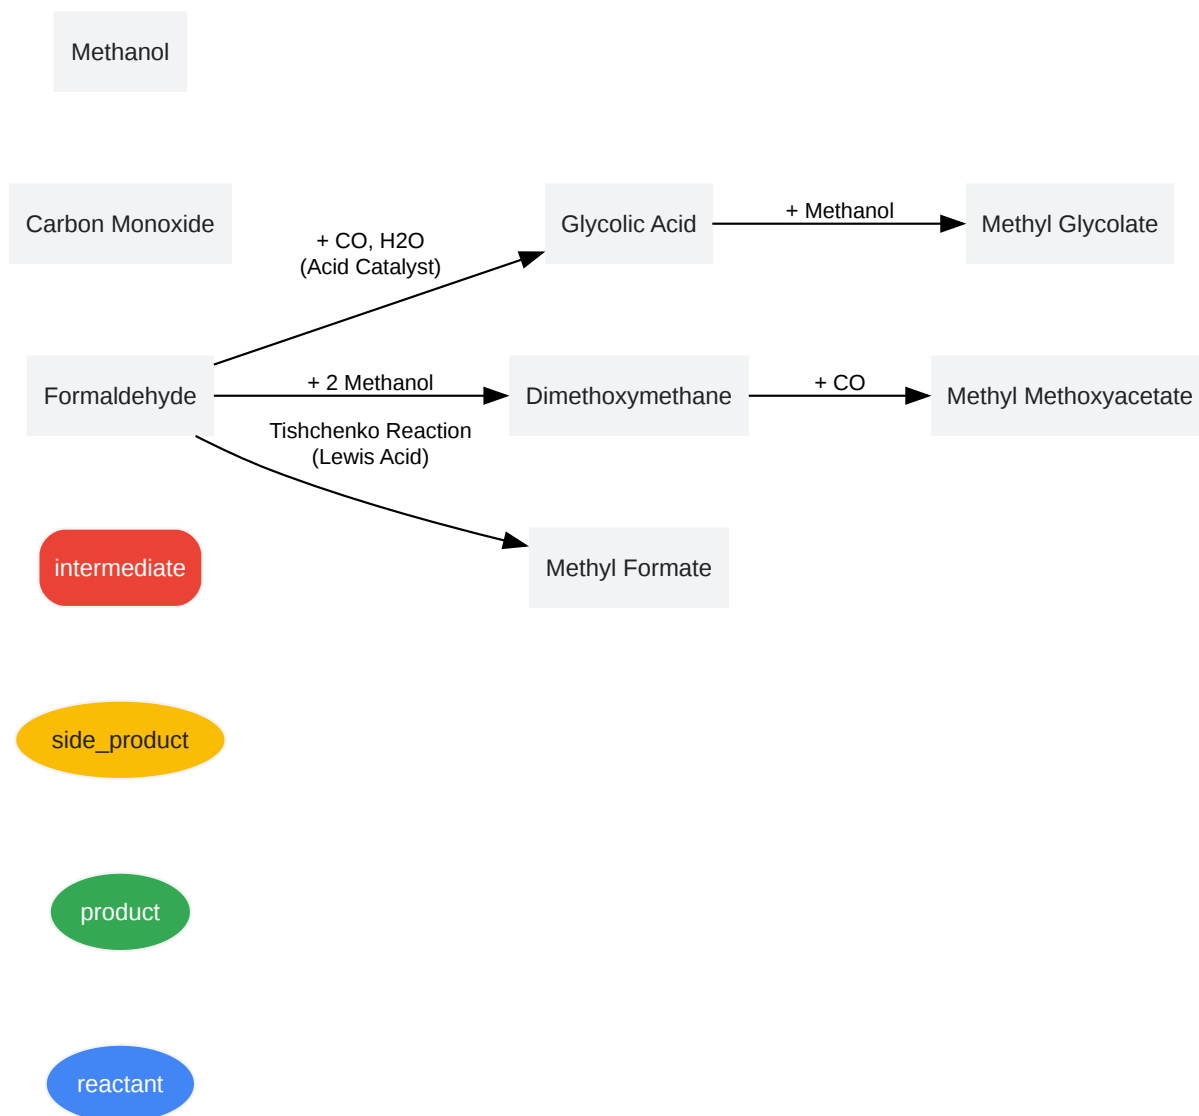 Methanol
Carbon Monoxide
+ CO, H2O
(Acid Catalyst)
Glycolic Acid
+ Methanol
Methyl Glycolate
Formaldehyde
+ 2 Methanol
Dimethoxymethane
+ CO
Methyl Methoxyacetate
Tishchenko Reaction
(Lewis Acid)
intermediate
Methyl Formate
side_product
product
reactant